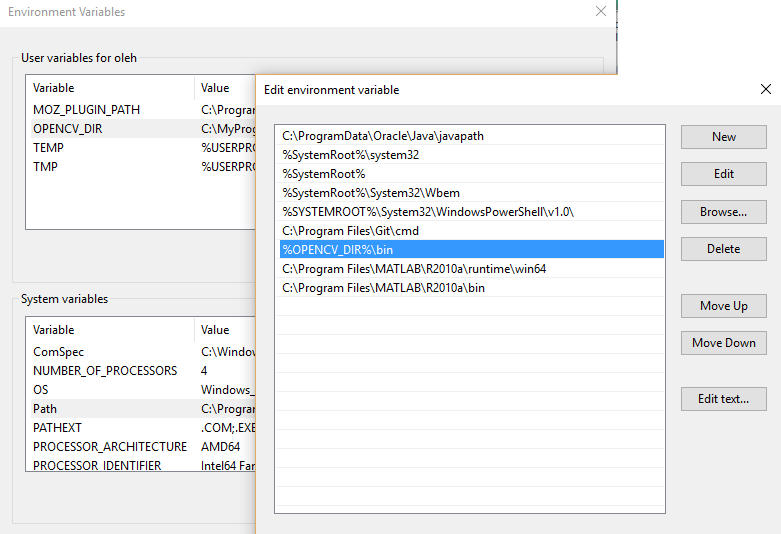 Environment Variables
User variables for oleh
Variable Value
MOZ_PLUGIN_PATH C:\Program
OPENCV_DIR C:\MyProg
TEMP %USERPRO
TMP %USERPRO
System variables
Variable Value
ComSpec C:\Window
NUMBER_OF_PROCESSORS 4
OS Windows_
Path C:\Program
PATHEXT .COM;.EXE
PROCESSOR_ARCHITECTURE AMD64
PROCESSOR_IDENTIFIER Intel64 Fam
Edit environment variable
C:\ProgramData\Oracle\Java\javapath
%SystemRoot%\system32
%SystemRoot%
%SystemRoot%\System32\Wbem
%SYSTEMROOT%\System32\WindowsPowerShell\v1.0\
C:\Program Files\Git\cmd
%OPENCV_DIR%\bin
C:\Program Files\MATLAB\R2010a\runtime\win64
C:\Program Files\MATLAB\R2010a\bin
New
Edit
Browse...
Delete
Move Up
Move Down
Edit text...